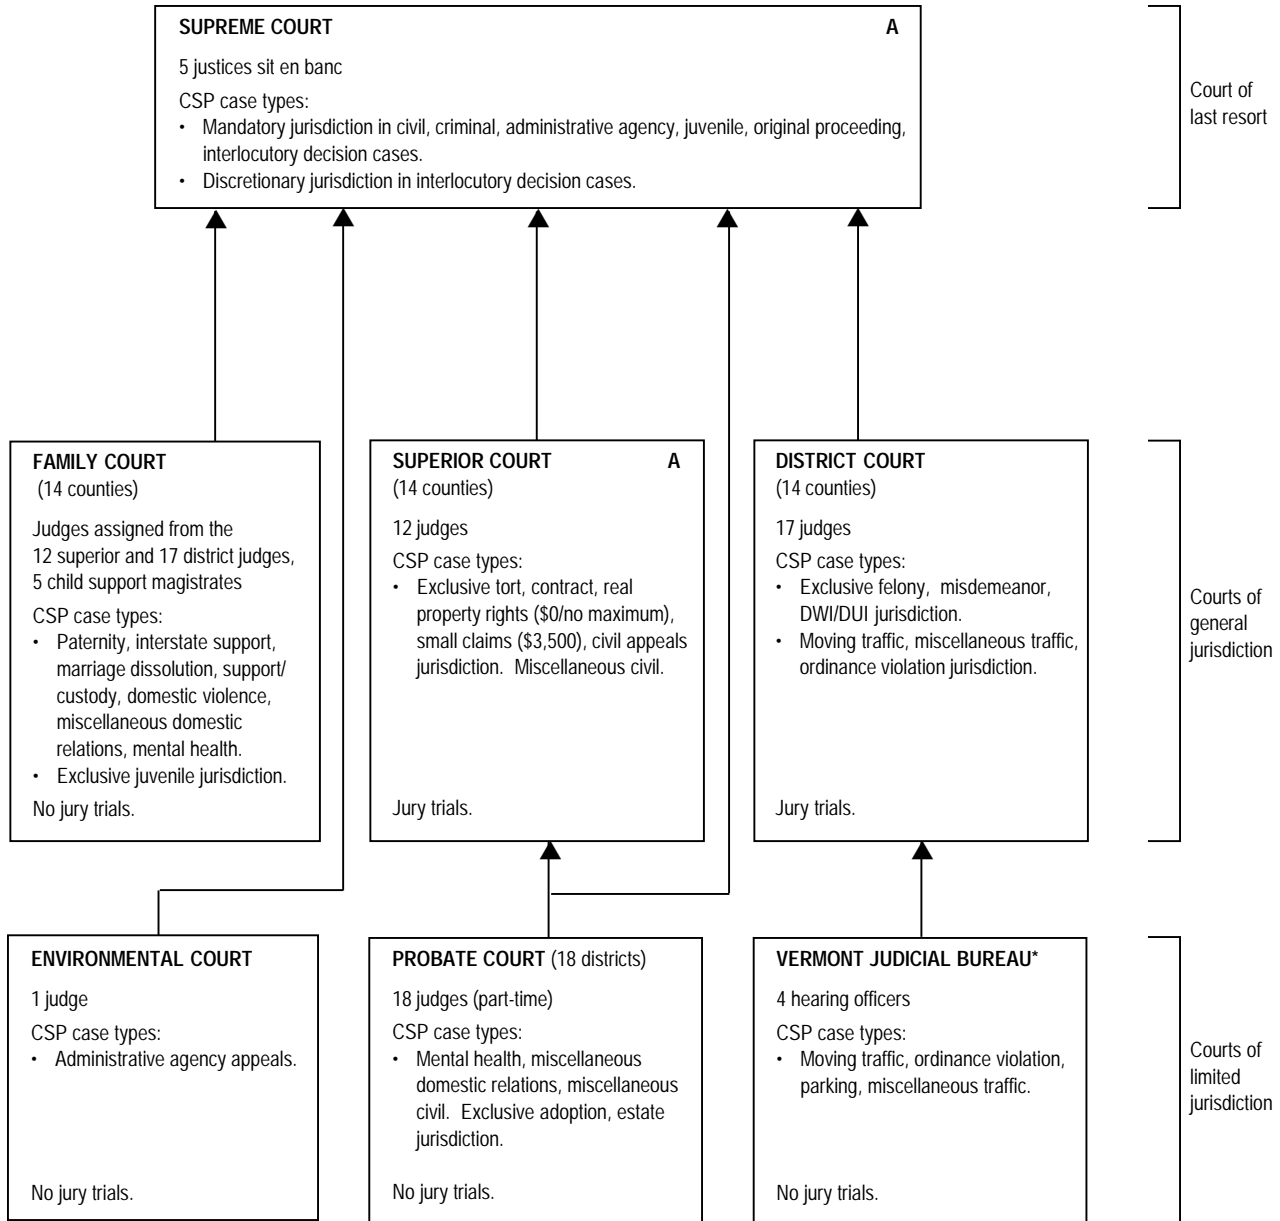 SUPREME COURT A
5 justices sit en banc
CSP case types:
• Mandatory jurisdiction in civil, criminal, administrative agency, juvenile, original proceeding,
interlocutory decision cases.
• Discretionary jurisdiction in interlocutory decision cases.
Court of
last resort
FAMILY COURT
(14 counties)
Judges assigned from the
12 superior and 17 district judges,
5 child support magistrates
CSP case types:
• Paternity, interstate support,
marriage dissolution, support/
custody, domestic violence,
miscellaneous domestic
relations, mental health.
• Exclusive juvenile jurisdiction.
No jury trials.
SUPERIOR COURT A
(14 counties)
12 judges
CSP case types:
• Exclusive tort, contract, real
property rights ($0/no maximum),
small claims ($3,500), civil appeals
jurisdiction. Miscellaneous civil.
Jury trials.
DISTRICT COURT
(14 counties)
17 judges
CSP case types:
• Exclusive felony, misdemeanor,
DWI/DUI jurisdiction.
• Moving traffic, miscellaneous traffic,
ordinance violation jurisdiction.
Jury trials.
Courts of
general
jurisdiction
ENVIRONMENTAL COURT
1 judge
CSP case types:
• Administrative agency appeals.
No jury trials.
PROBATE COURT (18 districts)
18 judges (part-time)
CSP case types:
• Mental health, miscellaneous
domestic relations, miscellaneous
civil. Exclusive adoption, estate
jurisdiction.
No jury trials.
VERMONT JUDICIAL BUREAU*
4 hearing officers
CSP case types:
• Moving traffic, ordinance violation,
parking, miscellaneous traffic.
No jury trials.
Courts of
limited
jurisdiction